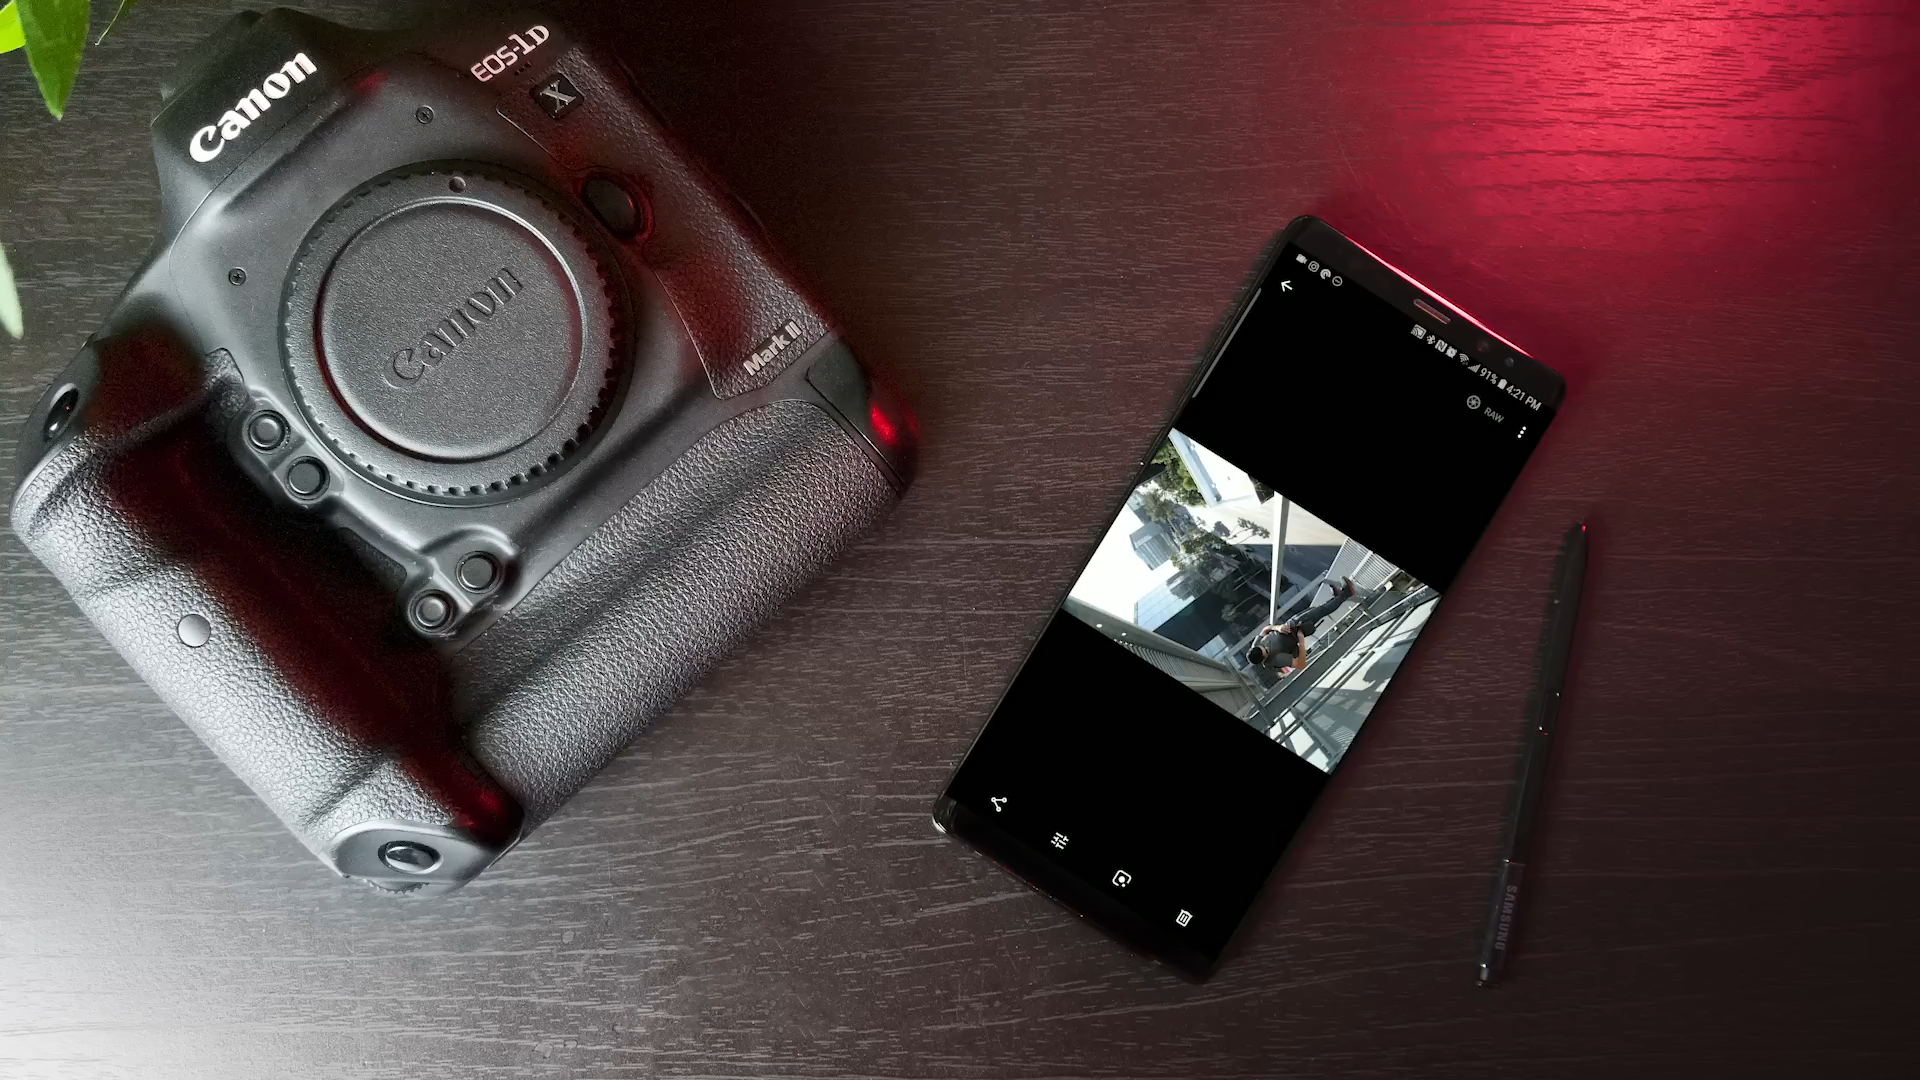 Canon
EOS-1D
X
Canon
Mark II
91% 4:21 PM
RAW
SAMSUNG